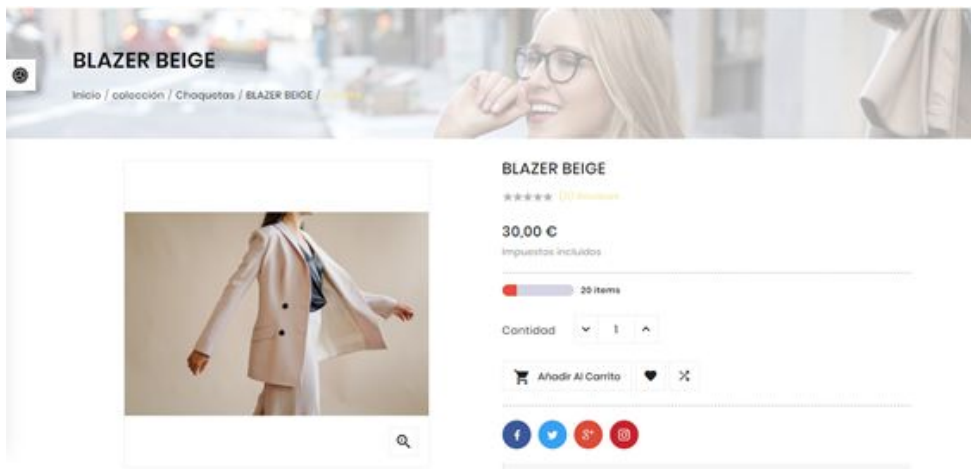 BLAZER BEIGE
Inicio / colección / Chaquetas / BLAZER BEIGE /
BLAZER BEIGE
30,00 €
Impuestos incluidos
20 items
Cantidad 1
Añadir Al Carrito